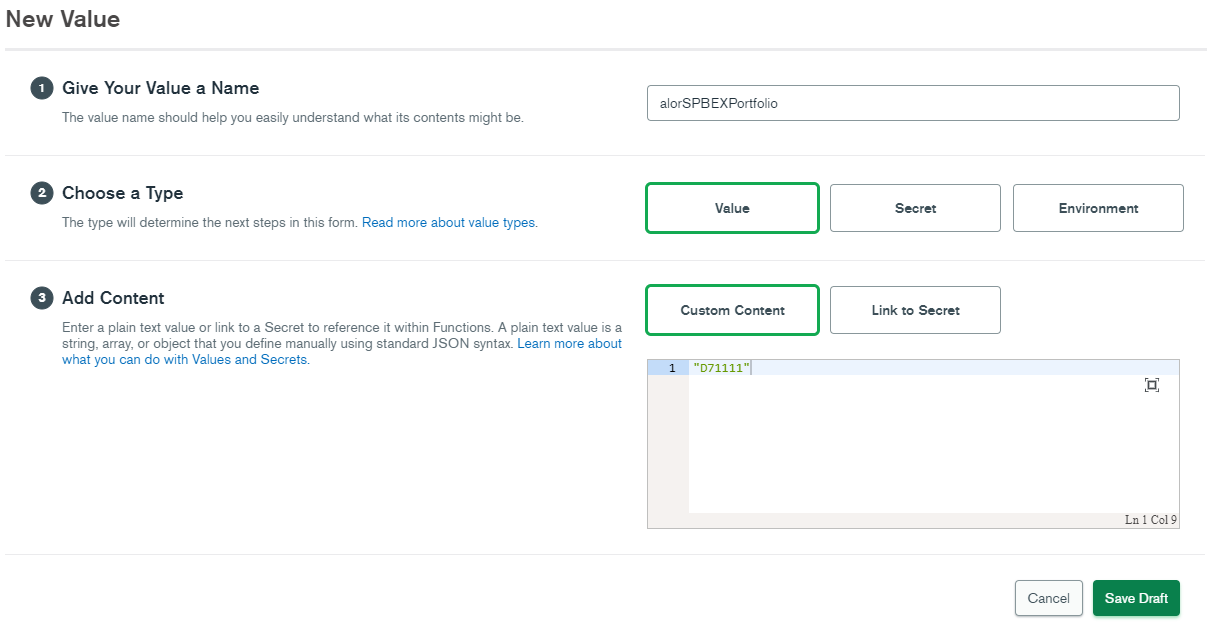 New Value
1 Give Your Value a Name
The value name should help you easily understand what its contents might be.
alorSPBEXPortfolio
2 Choose a Type
The type will determine the next steps in this form. Read more about value types.
Value
Secret
Environment
3 Add Content
Enter a plain text value or link to a Secret to reference it within Functions. A plain text value is a
string, array, or object that you define manually using standard JSON syntax. Learn more about
what you can do with Values and Secrets.
Custom Content
Link to Secret
1 "D71111"
Ln 1 Col 9
Cancel
Save Draft